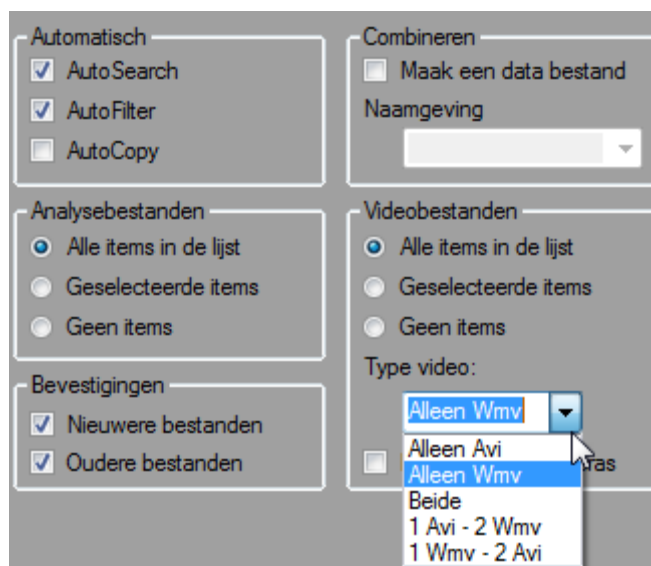 Automatisch
AutoSearch
AutoFilter
AutoCopy
Combineren
Maak een data bestand
Naamgeving
Analysebestanden
Alle items in de lijst
Geselecteerde items
Geen items
Videobestanden
Alle items in de lijst
Geselecteerde items
Geen items
Type video:
Alleen Wmv
Alleen Avi
Alleen Wmv
Beide
1 Avi - 2 Wmv
1 Wmv - 2 Avi
Bevestigingen
Nieuwere bestanden
Oudere bestanden